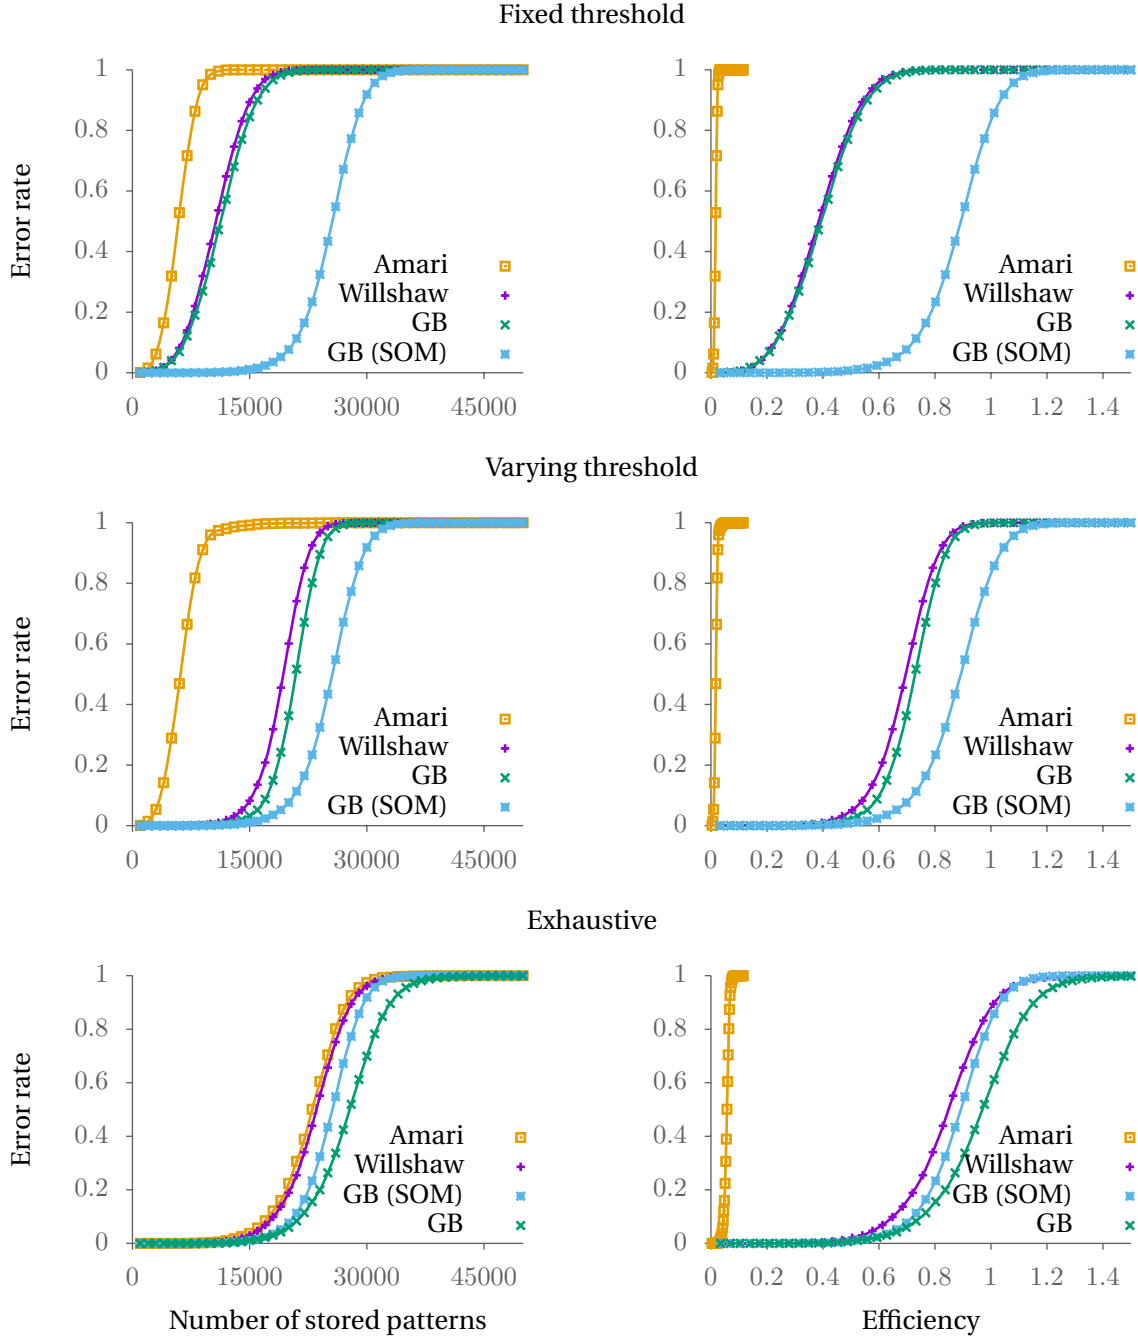 Fixed threshold
Error rate
1
0.8
0.6
0.4
0.2
0
0 15000 30000 45000
Amari
Willshaw
GB
GB (SOM)
1
0.8
0.6
0.4
0.2
0
0 0.2 0.4 0.6 0.8 1 1.2 1.4
Amari
Willshaw
GB
GB (SOM)
Varying threshold
Error rate
1
0.8
0.6
0.4
0.2
0
0 15000 30000 45000
Amari
Willshaw
GB
GB (SOM)
1
0.8
0.6
0.4
0.2
0
0 0.2 0.4 0.6 0.8 1 1.2 1.4
Amari
Willshaw
GB
GB (SOM)
Exhaustive
Error rate
1
0.8
0.6
0.4
0.2
0
0 15000 30000 45000
Amari
Willshaw
GB (SOM)
GB
Number of stored patterns
1
0.8
0.6
0.4
0.2
0
0 0.2 0.4 0.6 0.8 1 1.2 1.4
Amari
Willshaw
GB (SOM)
GB
Efficiency